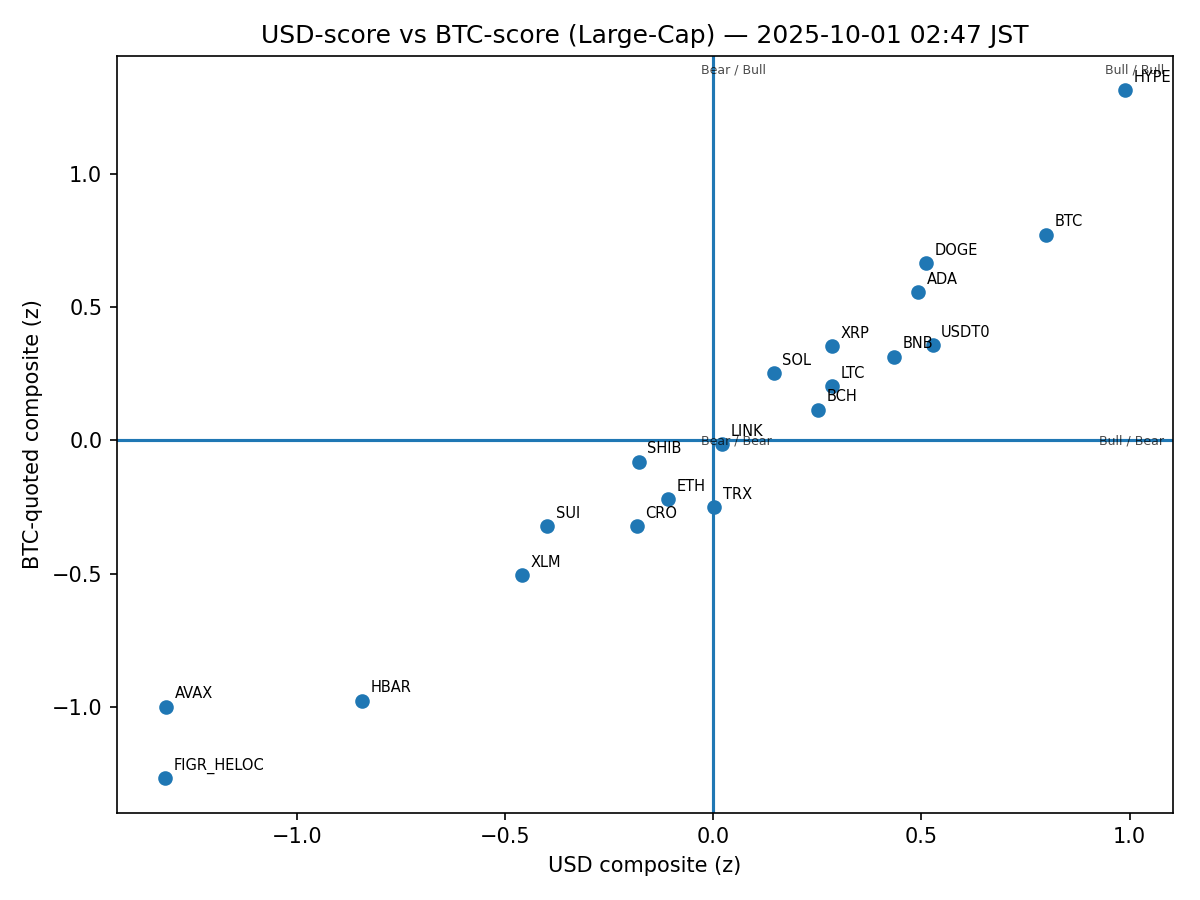 USD-score vs BTC-score (Large-Cap) — 2025-10-01 02:47 JST
Bear / Bull
Bull / Bull
HYPE
1.0
BTC
DOGE
ADA
0.5
XRP
BNB
USDT0
SOL
LTC
BCH
LINK
0.0
Bear / Bear
Bull / Bear
SHIB
ETH
TRX
SUI
CRO
−0.5
XLM
HBAR
AVAX
−1.0
FIGR_HELOC
−1.0
−0.5
0.0
0.5
1.0
USD composite (z)
BTC-quoted composite (z)